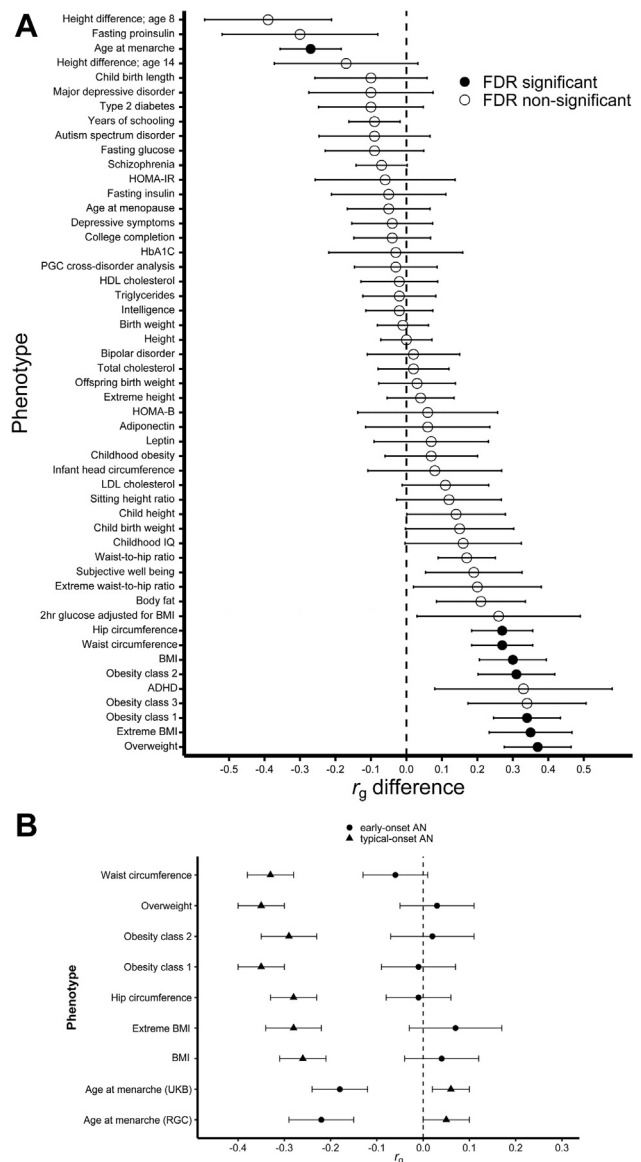 A
Height difference; age 8
Fasting proinsulin
Age at menarche
Height difference; age 14
Child birth length
Major depressive disorder
Type 2 diabetes
Years of schooling
Autism spectrum disorder
Fasting glucose
Schizophrenia
HOMA-IR
Fasting insulin
Age at menopause
Depressive symptoms
College completion
HbA1C
PGC cross-disorder analysis
HDL cholesterol
Triglycerides
Intelligence
Birth weight
Height
Bipolar disorder
Total cholesterol
Offspring birth weight
Extreme height
HOMA-B
Adiponectin
Leptin
Childhood obesity
Infant head circumference
LDL cholesterol
Sitting height ratio
Child height
Child birth weight
Childhood IQ
Waist-to-hip ratio
Subjective well being
Extreme waist-to-hip ratio
Body fat
2hr glucose adjusted for BMI
Hip circumference
Waist circumference
BMI
Obesity class 2
ADHD
Obesity class 3
Obesity class 1
Extreme BMI
Overweight
Phenotype
FDR significant
FDR non-significant
-0.5 -0.4 -0.3 -0.2 -0.1 0.0 0.1 0.2 0.3 0.4 0.5
rg difference
B
early-onset AN
typical-onset AN
Waist circumference
Overweight
Obesity class 2
Obesity class 1
Hip circumference
Extreme BMI
BMI
Age at menarche (UKB)
Age at menarche (RGC)
Phenotype
-0.4 -0.3 -0.2 -0.1 0.0 0.1 0.2 0.3
rg